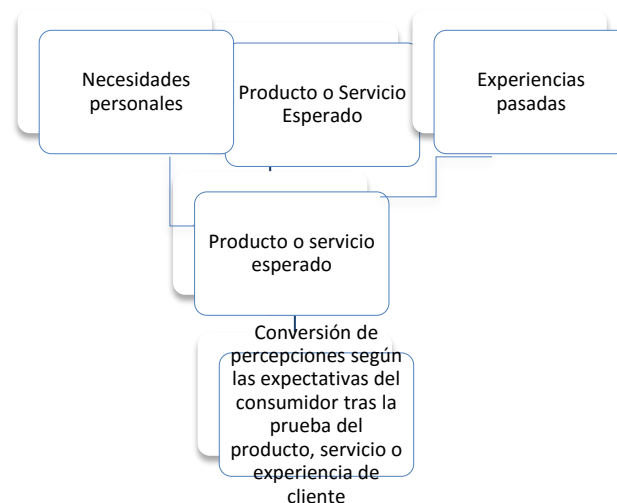 Necesidades
personales
Producto o Servicio
Esperado
Experiencias
pasadas
Producto o servicio
esperado
Conversión de
percepciones según
las expectativas del
consumidor tras la
prueba del
producto, servicio o
experiencia de
cliente